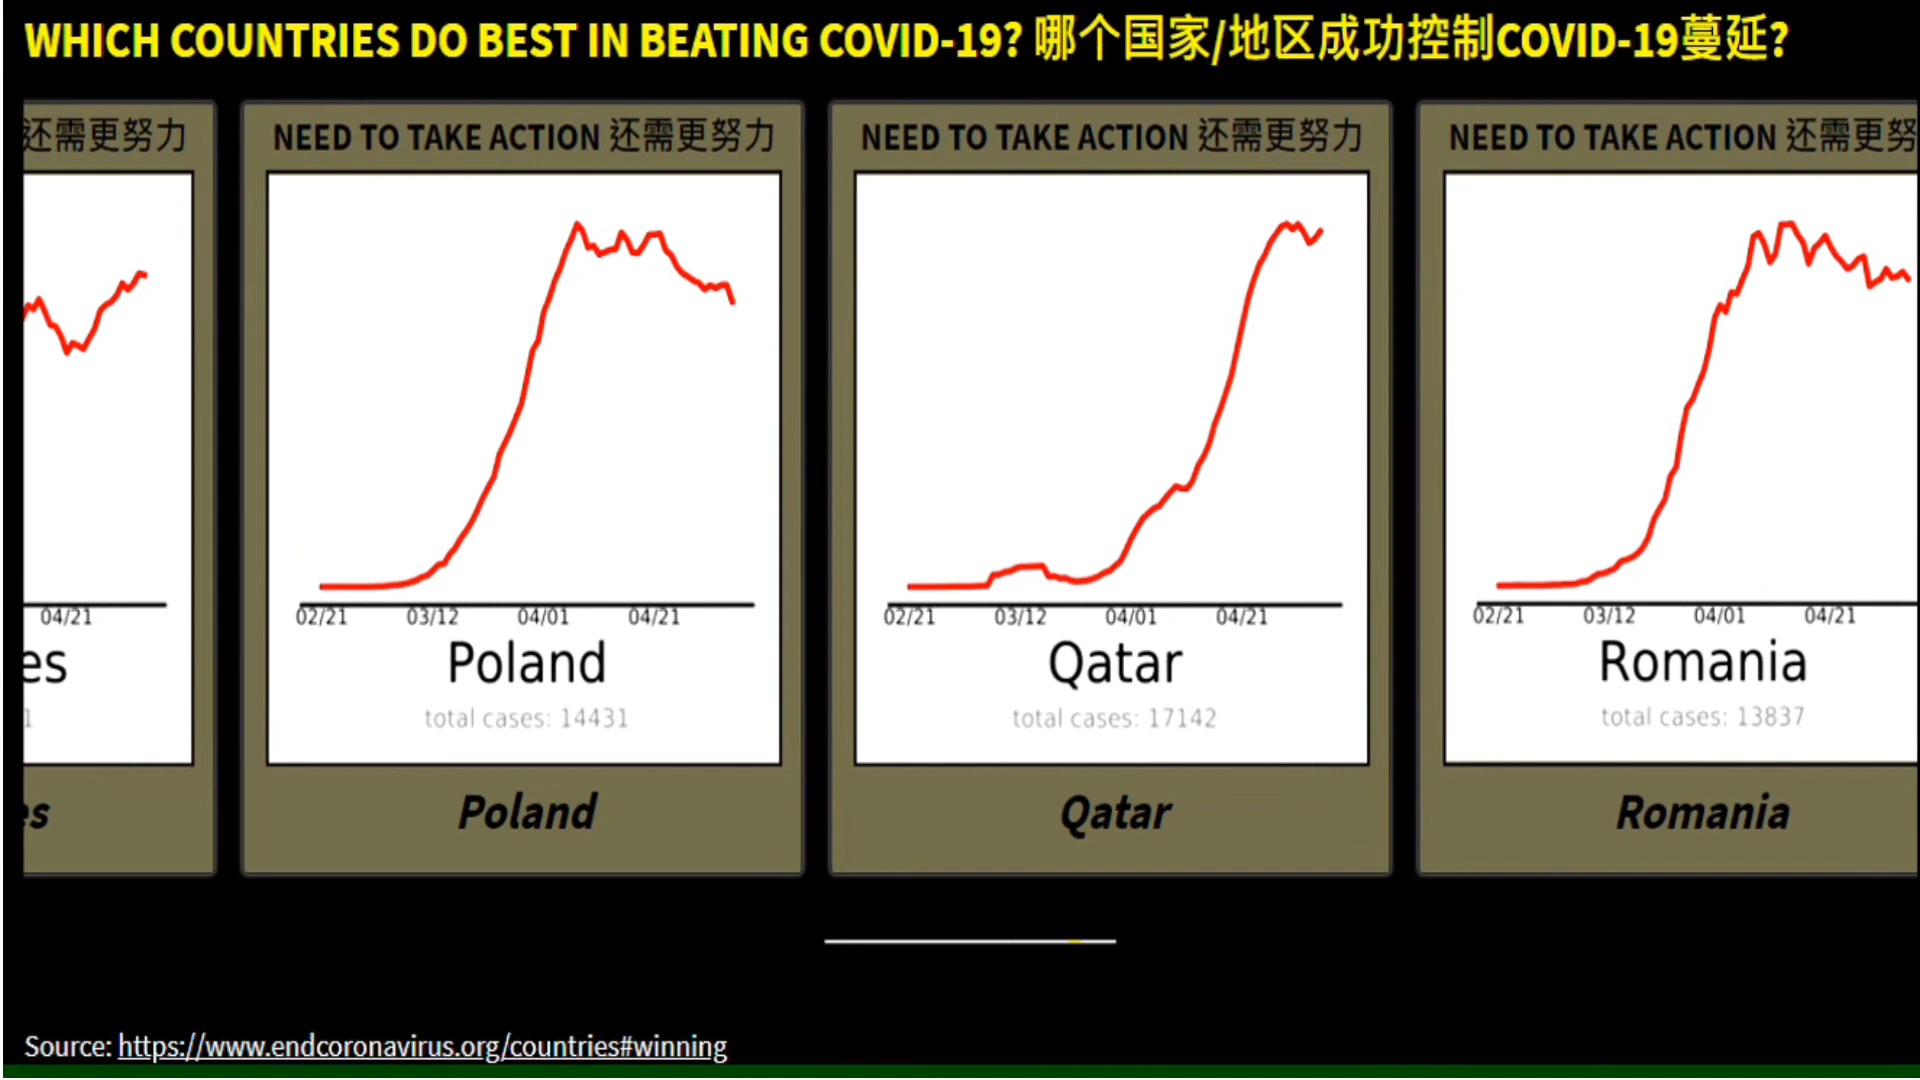 WHICH COUNTRIES DO BEST IN BEATING COVID-19? 哪个国家/地区成功控制COVID-19蔓延?
还需更努力
04/21
es
1
es
NEED TO TAKE ACTION 还需更努力
02/21 03/12 04/01 04/21
Poland
total cases: 14431
Poland
NEED TO TAKE ACTION 还需更努力
02/21 03/12 04/01 04/21
Qatar
total cases: 17142
Qatar
NEED TO TAKE ACTION 还需更努
02/21 03/12 04/01 04/21
Romania
total cases: 13837
Romania
Source: https://www.endcoronavirus.org/countries#winning